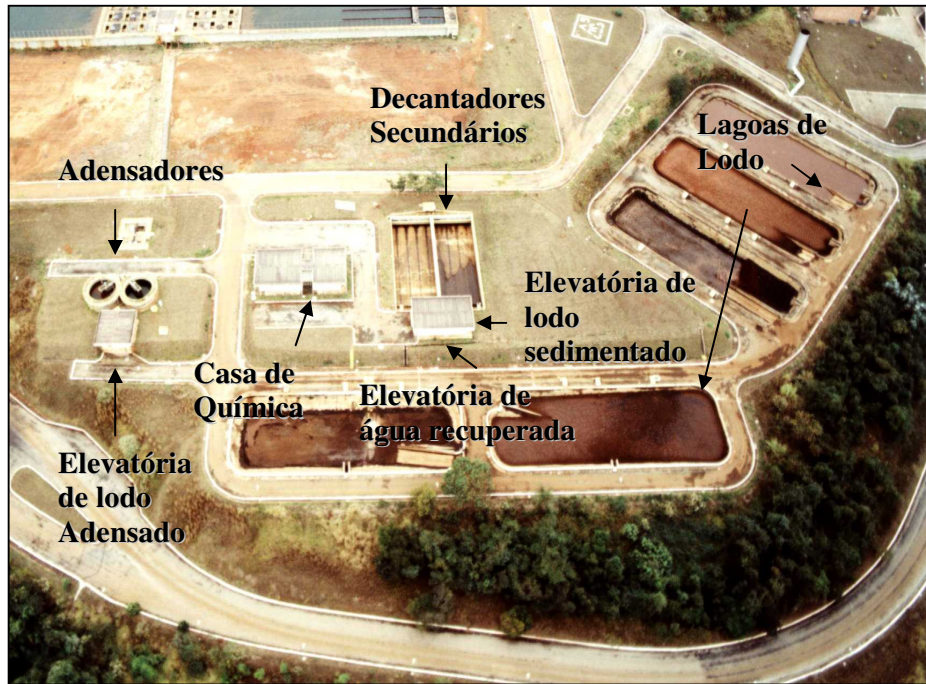 Decantadores
Secundários
Lagoas de
Lodo
Adensadores
Elevatória de
lodo
sedimentado
Casa de
Química
Elevatória de
água recuperada
Elevatória
de lodo
Adensado